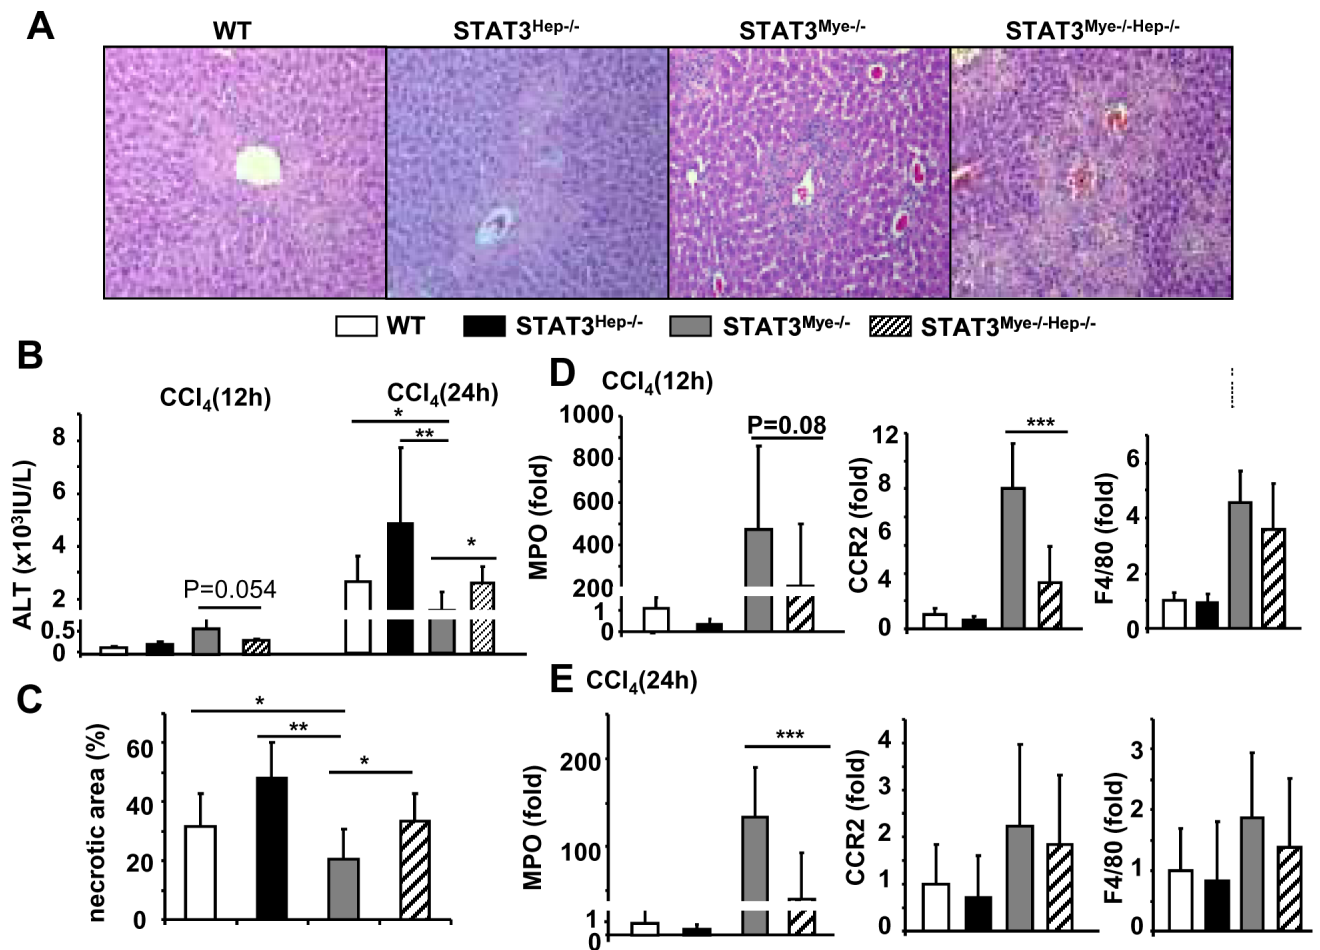 A
WT
STAT3Hep-/-
STAT3Mye-/-
STAT3Mye-/-Hep-/-
WT
STAT3Hep-/-
STAT3Mye-/-
STAT3Mye-/-Hep-/-
B
CCl4(12h)
CCl4(24h)
ALT (x10³IU/L)
8
6
4
2
0.5
0
P=0.054
*
**
*
C
necrotic area (%)
60
40
20
0
*
**
*
D
CCl4(12h)
MPO (fold)
1000
800
600
400
200
1
0
P=0.08
CCR2 (fold)
12
8
6
4
0
***
F4/80 (fold)
6
4
2
0
E
CCl4(24h)
MPO (fold)
200
100
1
0
***
CCR2 (fold)
4
3
2
1
0
F4/80 (fold)
3
2
1
0